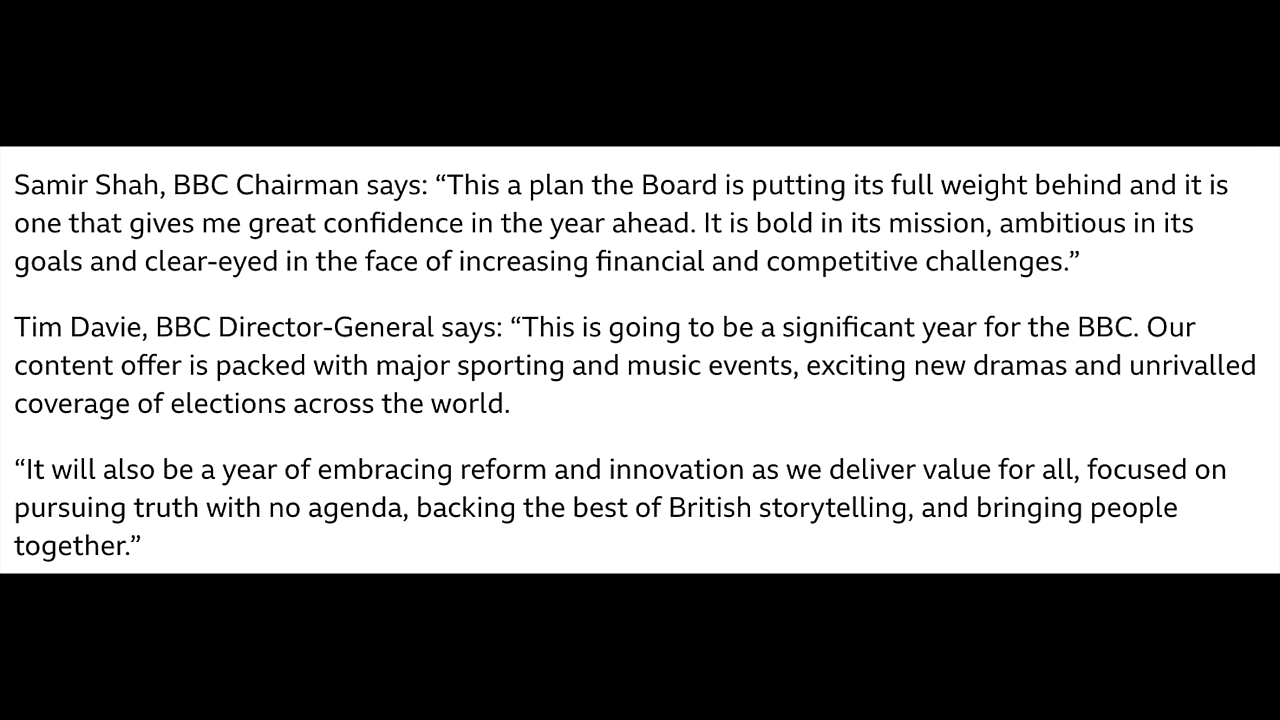 Samir Shah, BBC Chairman says: “This a plan the Board is putting its full weight behind and it is
one that gives me great confidence in the year ahead. It is bold in its mission, ambitious in its
goals and clear-eyed in the face of increasing financial and competitive challenges.”
Tim Davie, BBC Director-General says: “This is going to be a significant year for the BBC. Our
content offer is packed with major sporting and music events, exciting new dramas and unrivalled
coverage of elections across the world.
“It will also be a year of embracing reform and innovation as we deliver value for all, focused on
pursuing truth with no agenda, backing the best of British storytelling, and bringing people
together.”